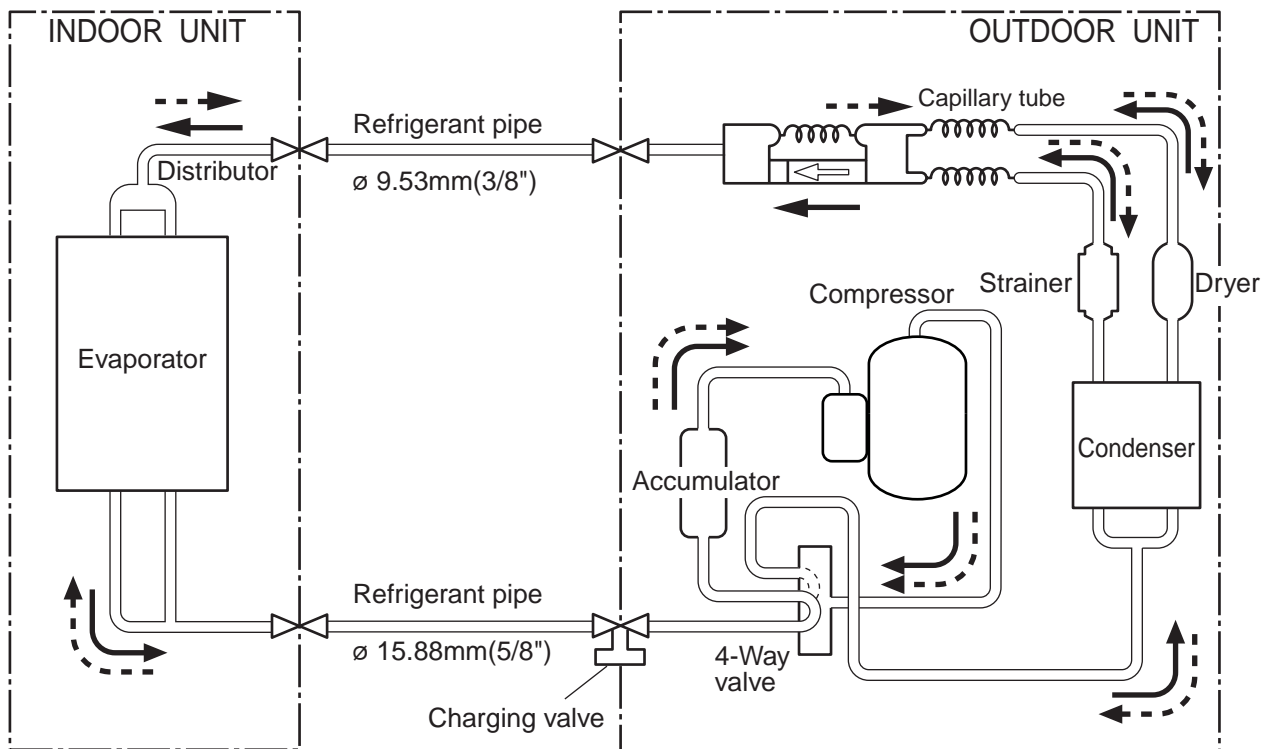 INDOOR UNIT
OUTDOOR UNIT
Capillary tube
Refrigerant pipe
Distributor
ø 9.53mm(3/8")
Strainer
Dryer
Compressor
Evaporator
Condenser
Accumulator
Refrigerant pipe
ø 15.88mm(5/8")
4-Way
valve
Charging valve